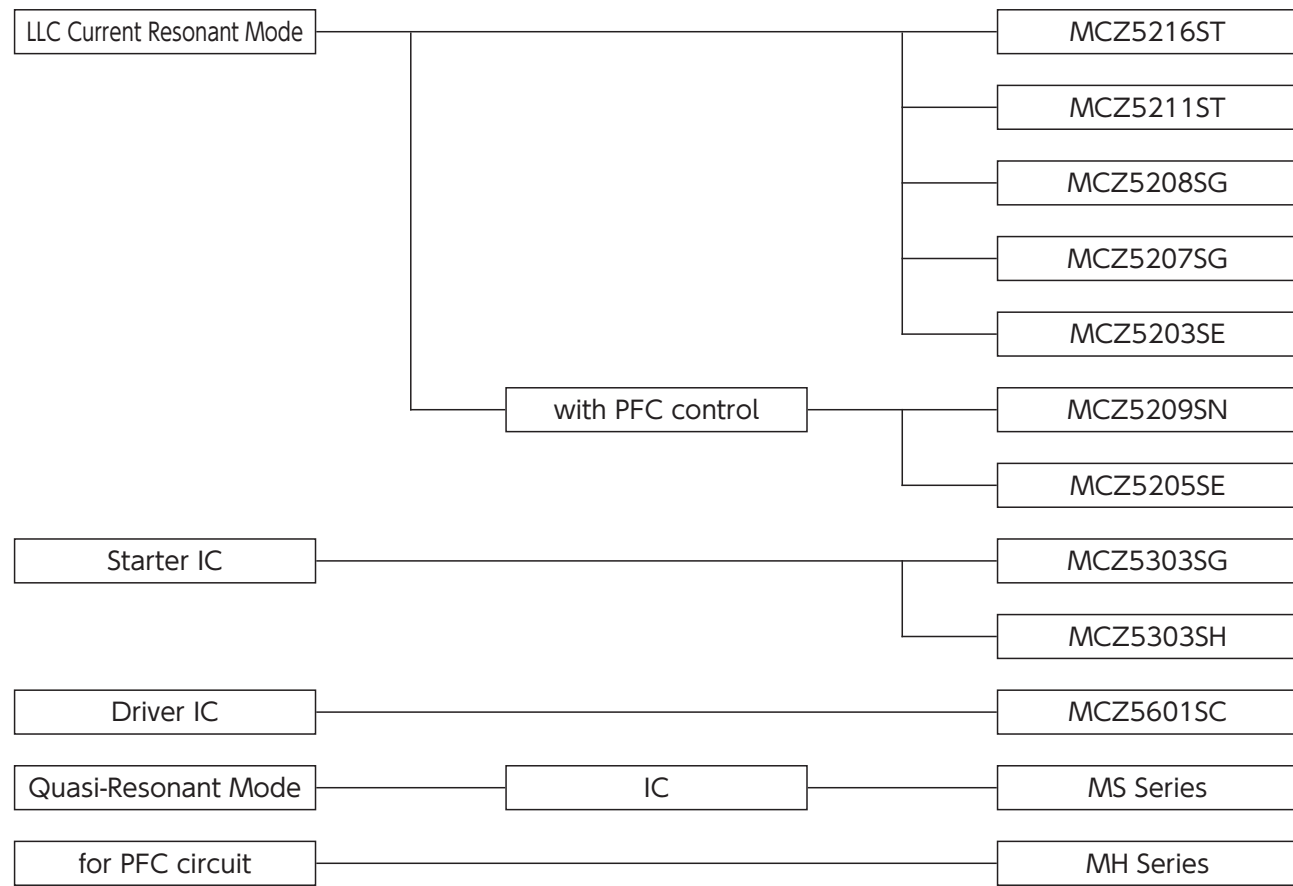 LLC Current Resonant Mode
MCZ5216ST
MCZ5211ST
MCZ5208SG
MCZ5207SG
MCZ5203SE
with PFC control
MCZ5209SN
MCZ5205SE
Starter IC
MCZ5303SG
MCZ5303SH
Driver IC
MCZ5601SC
Quasi-Resonant Mode
IC
MS Series
for PFC circuit
MH Series